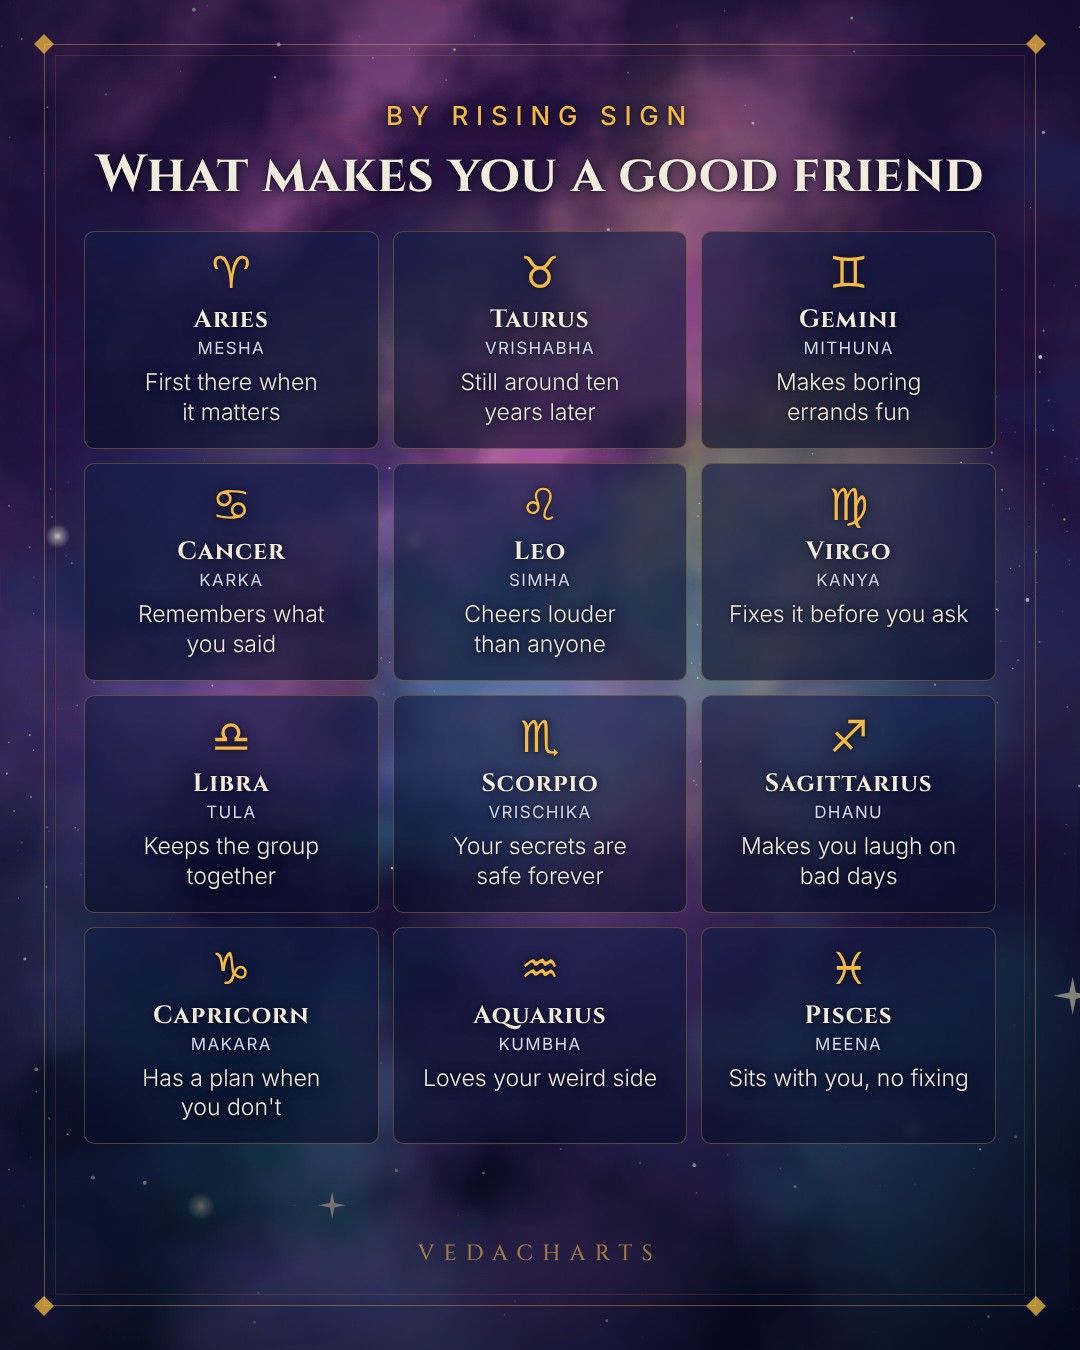 BY RISING SIGN
WHAT MAKES YOU A GOOD FRIEND
♈
ARIES
MESHA
First there when
it matters
♉
TAURUS
VRISHABHA
Still around ten
years later
♊
GEMINI
MITHUNA
Makes boring
errands fun
♋
CANCER
KARKA
Remembers what
you said
♌
LEO
SIMHA
Cheers louder
than anyone
♍
VIRGO
KANYA
Fixes it before you ask
♎
LIBRA
TULA
Keeps the group
together
♏
SCORPIO
VRISCHIKA
Your secrets are
safe forever
♐
SAGITTARIUS
DHANU
Makes you laugh on
bad days
♑
CAPRICORN
MAKARA
Has a plan when
you don't
♒
AQUARIUS
KUMBHA
Loves your weird side
♓
PISCES
MEENA
Sits with you, no fixing
VEDACHARTS